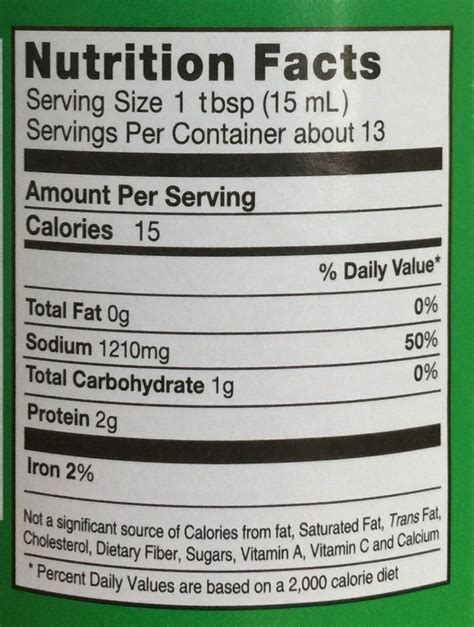 Nutrition Facts
Serving Size 1 tbsp (15 mL)
Servings Per Container about 13
Amount Per Serving
Calories 15
% Daily Value*
Total Fat 0g 0%
Sodium 1210mg 50%
Total Carbohydrate 1g 0%
Protein 2g
Iron 2%
Not a significant source of Calories from fat, Saturated Fat, Trans Fat,
Cholesterol, Dietary Fiber, Sugars, Vitamin A, Vitamin C and Calcium
* Percent Daily Values are based on a 2,000 calorie diet